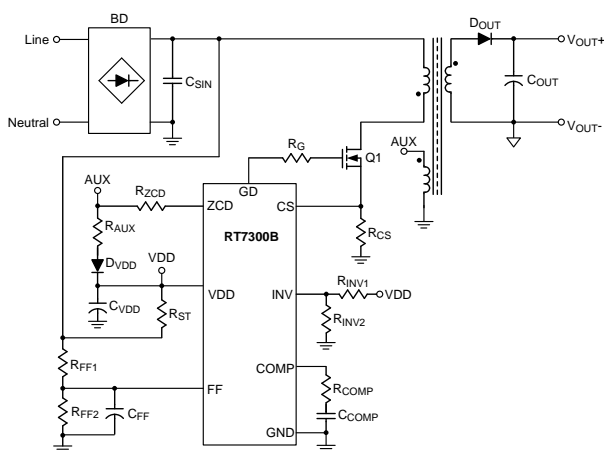 BD
Line
Neutral
CSIN
DOUT
VOUT+
COUT
VOUT-
AUX
RG
Q1
AUX
RZCD
GD
ZCD
CS
RAUX
RT7300B
RCS
DVDD
VDD
VDD
INV
RINV1
VDD
CVDD
RST
RINV2
COMP
RFF1
RCOMP
FF
CCOMP
RFF2
CFF
GND